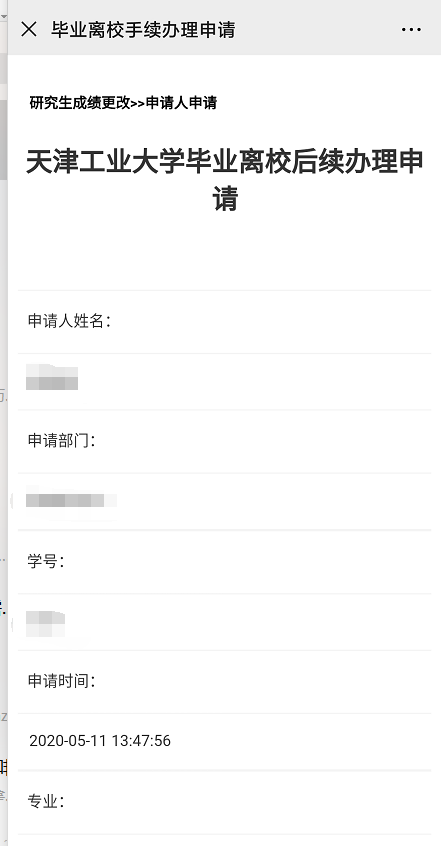 毕业离校手续办理申请
研究生成绩更改>>申请人申请
天津工业大学毕业离校后续办理申
请
申请人姓名：
申请部门：
学号：
申请时间：
2020-05-11 13:47:56
专业：